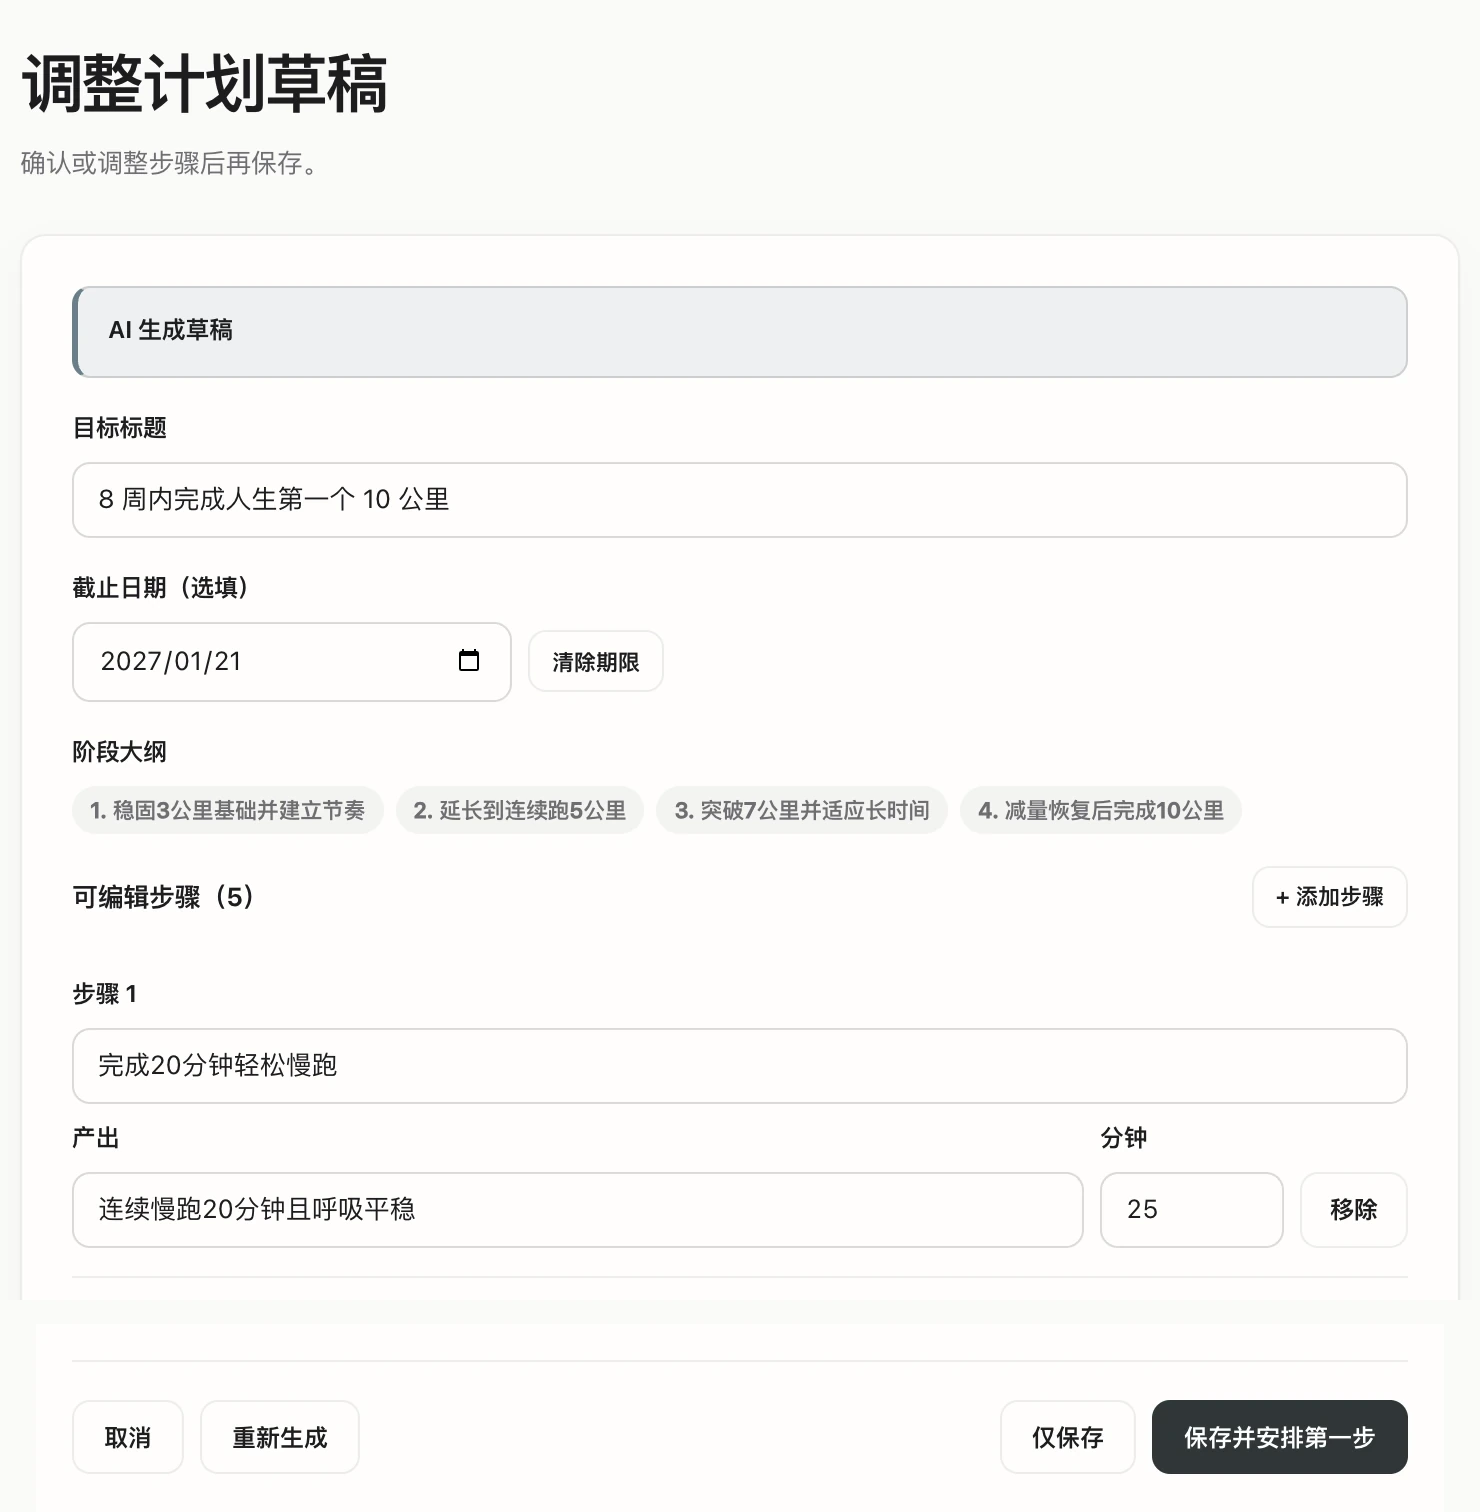 调整计划草稿
确认或调整步骤后再保存。
AI 生成草稿
目标标题
8 周内完成人生第一个 10 公里
截止日期（选填）
2027/01/21
清除期限
阶段大纲
1. 稳固3公里基础并建立节奏
2. 延长到连续跑5公里
3. 突破7公里并适应长时间
4. 减量恢复后完成10公里
可编辑步骤（5）
+ 添加步骤
步骤 1
完成20分钟轻松慢跑
产出
分钟
连续慢跑20分钟且呼吸平稳
25
移除
取消
重新生成
仅保存
保存并安排第一步